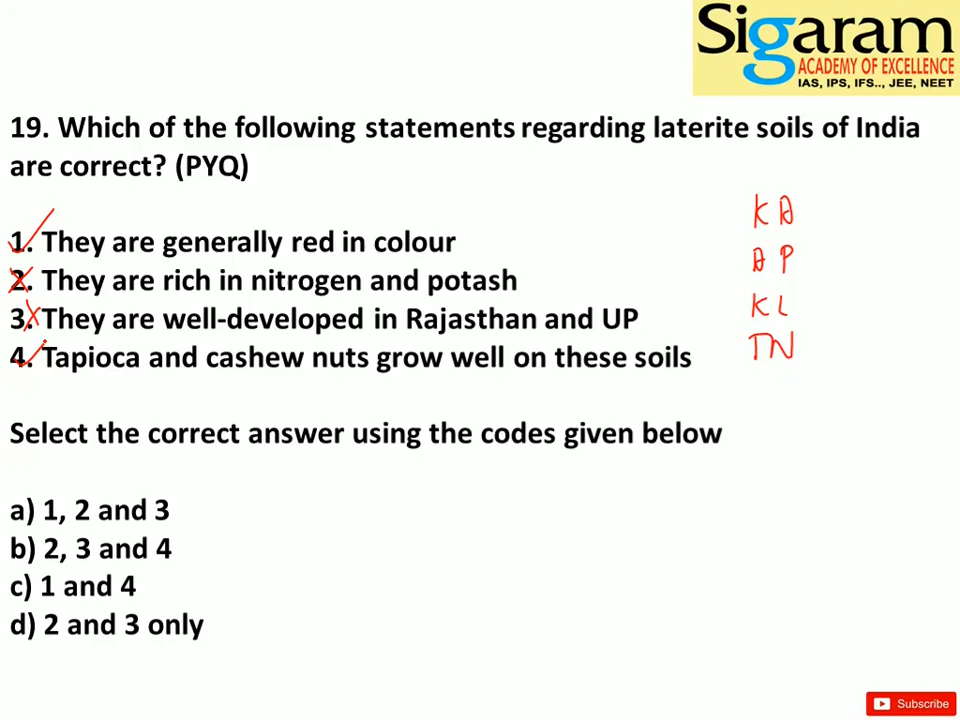 Sigaram
ACADEMY OF EXCELLENCE
IAS, IPS, IFS.., JEE, NEET
19. Which of the following statements regarding laterite soils of India
are correct? (PYQ)
1. They are generally red in colour
2. They are rich in nitrogen and potash
3. They are well-developed in Rajasthan and UP
4. Tapioca and cashew nuts grow well on these soils
KA
AP
KL
TN
Select the correct answer using the codes given below
a) 1, 2 and 3
b) 2, 3 and 4
c) 1 and 4
d) 2 and 3 only
Subscribe